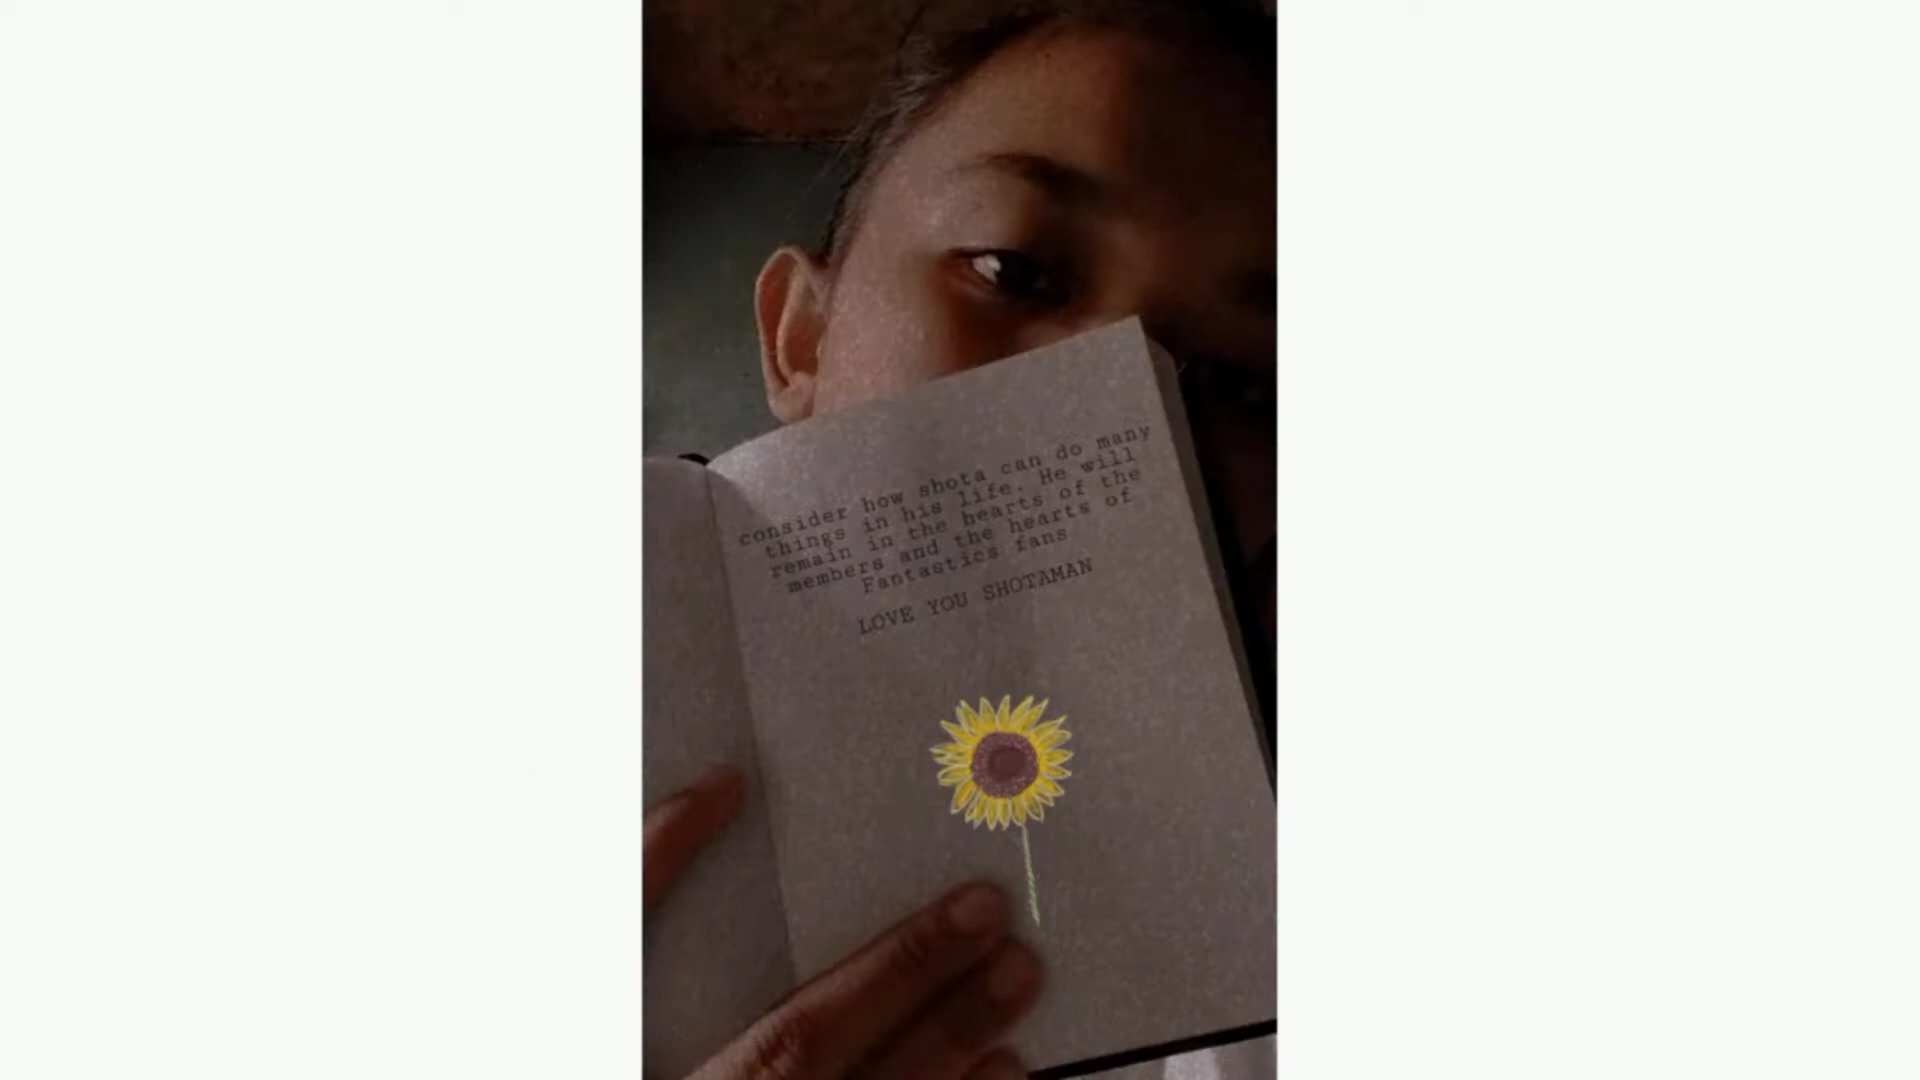 consider how shota can do many
things in his life. He will
remain in the hearts of the
members and the hearts of
Fantastics fans
LOVE YOU SHOTAMAN